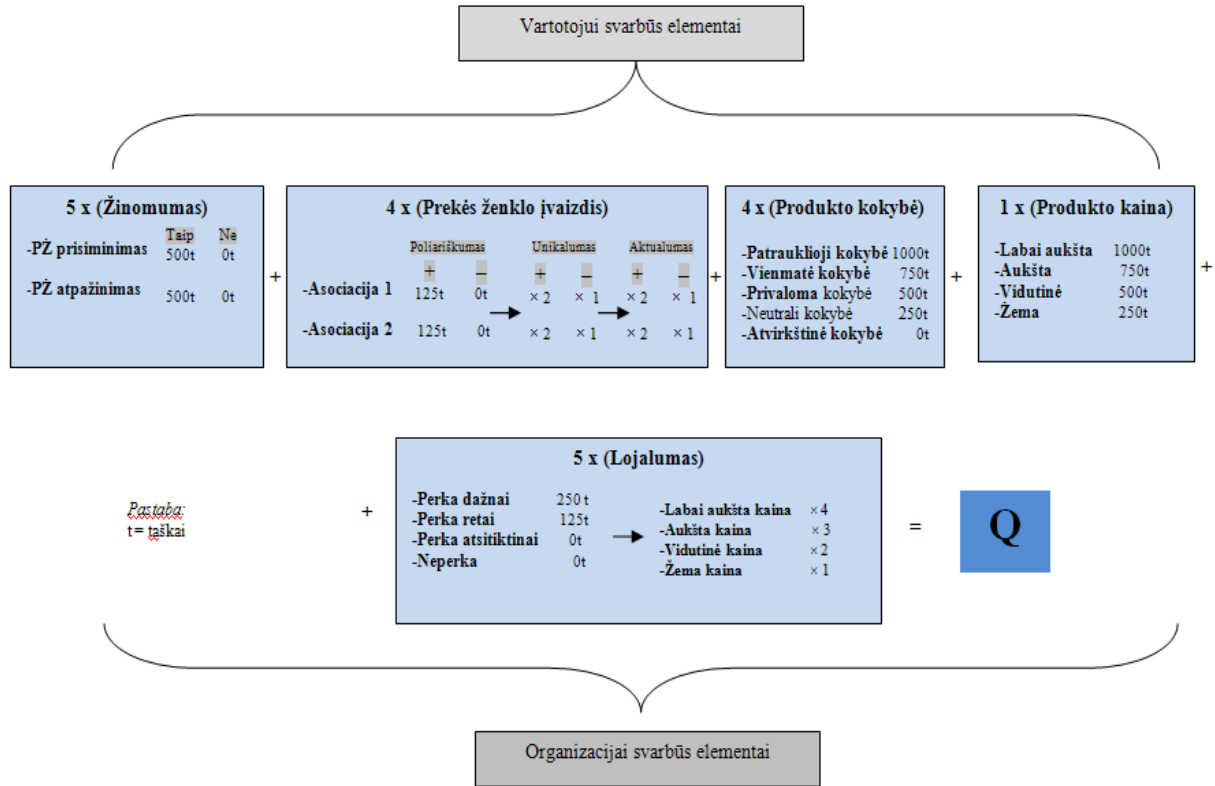 Vartotojui svarbūs elementai
5 x (Žinomumas)
Taip Ne
-PŽ prisiminimas 500t 0t
-PŽ atpažinimas 500t 0t
+
4 x (Prekės ženklo įvaizdis)
Poliariškumas Unikalumas Aktualumas
+ – + – + –
-Asociacija 1 125t 0t × 2 × 1 × 2 × 1
-Asociacija 2 125t 0t × 2 × 1 × 2 × 1
+
4 x (Produkto kokybė)
-Patrauklioji kokybė 1000t
-Vienmatė kokybė 750t
-Privaloma kokybė 500t
-Neutrali kokybė 250t
-Atvirkštinė kokybė 0t
+
1 x (Produkto kaina)
-Labai aukšta 1000t
-Aukšta 750t
-Vidutinė 500t
-Žema 250t
+
Pastaba:
t = taškai
+
5 x (Lojalumas)
-Perka dažnai 250 t
-Perka retai 125t
-Perka atsitiktinai 0t
-Neperka 0t
-Labai aukšta kaina × 4
-Aukšta kaina × 3
-Vidutinė kaina × 2
-Žema kaina × 1
=
Q
Organizacijai svarbūs elementai